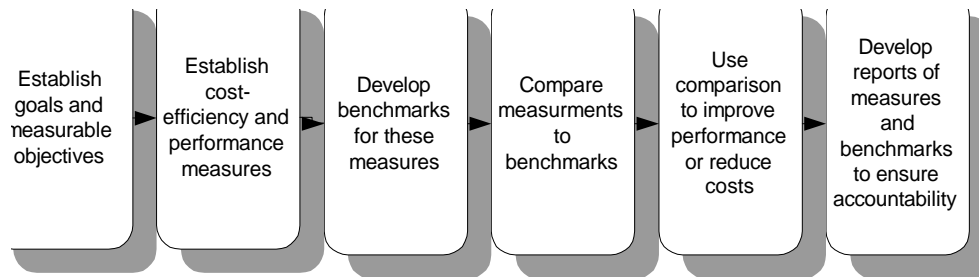 Establish
goals and
measurable
objectives
Establish
cost-
efficiency and
performance
measures
Develop
benchmarks
for these
measures
Compare
measurments
to
benchmarks
Use
comparison
to improve
performance
or reduce
costs
Develop
reports of
measures
and
benchmarks
to ensure
accountability